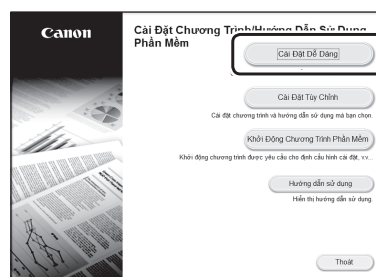 Canon
Cài Đặt Chương Trình/Hướng Dẫn Sử Dụng
Phần Mềm
Cài Đặt Dễ Dàng
Cài Đặt Tùy Chỉnh
Cài đặt chương trình và hướng dẫn sử dụng mà bạn chọn.
Khởi Động Chương Trình Phần Mềm
Khởi động chương trình được yêu cầu cho định cấu hình cài đặt, v.v...
Hướng dẫn sử dụng
Hiển thị hướng dẫn sử dụng.
Thoát